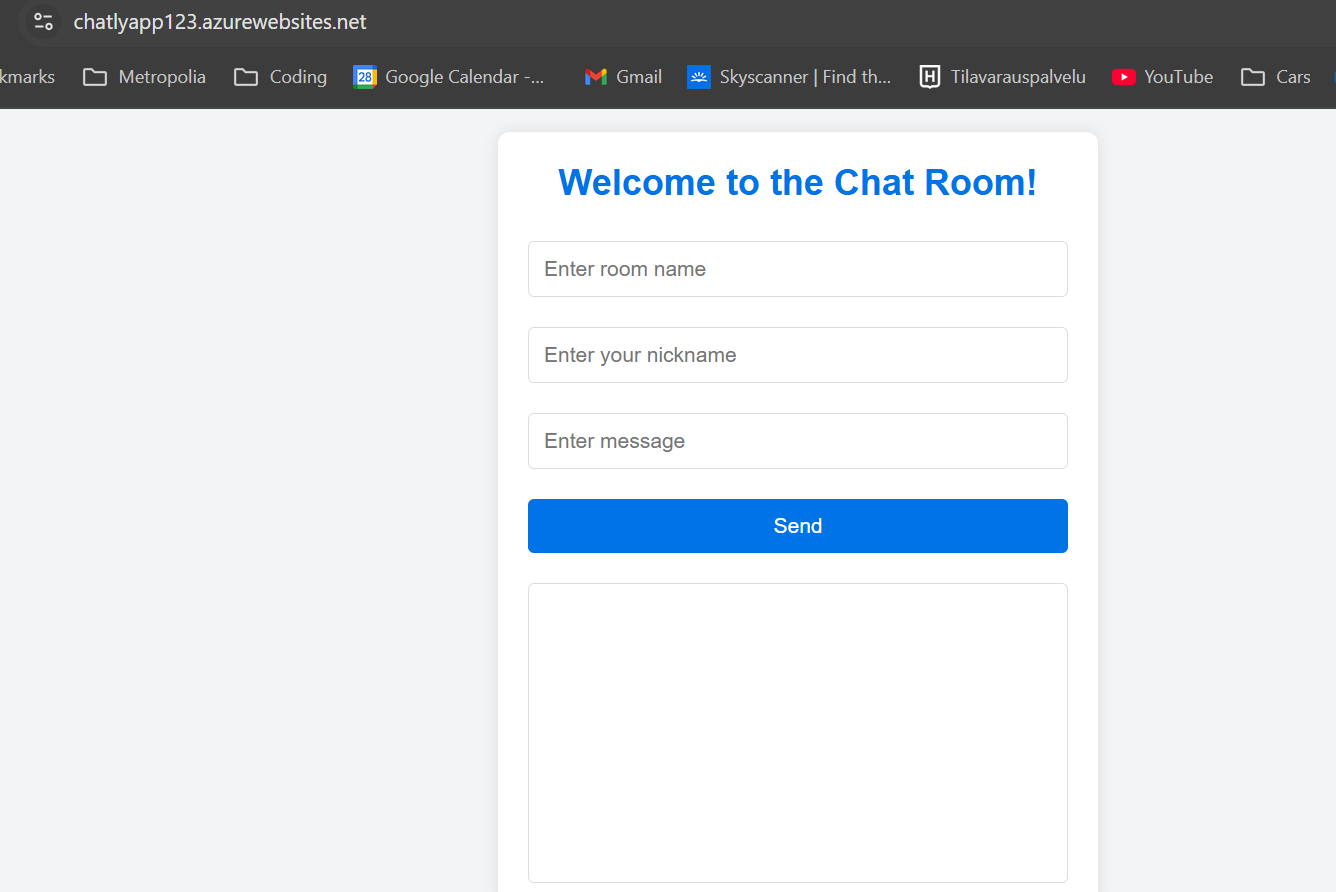 chatlyapp123.azurewebsites.net
kmarks Metropolia Coding 28 Google Calendar -... Gmail Skyscanner | Find th... H Tilavarauspalvelu YouTube Cars
Welcome to the Chat Room!
Enter room name
Enter your nickname
Enter message
Send